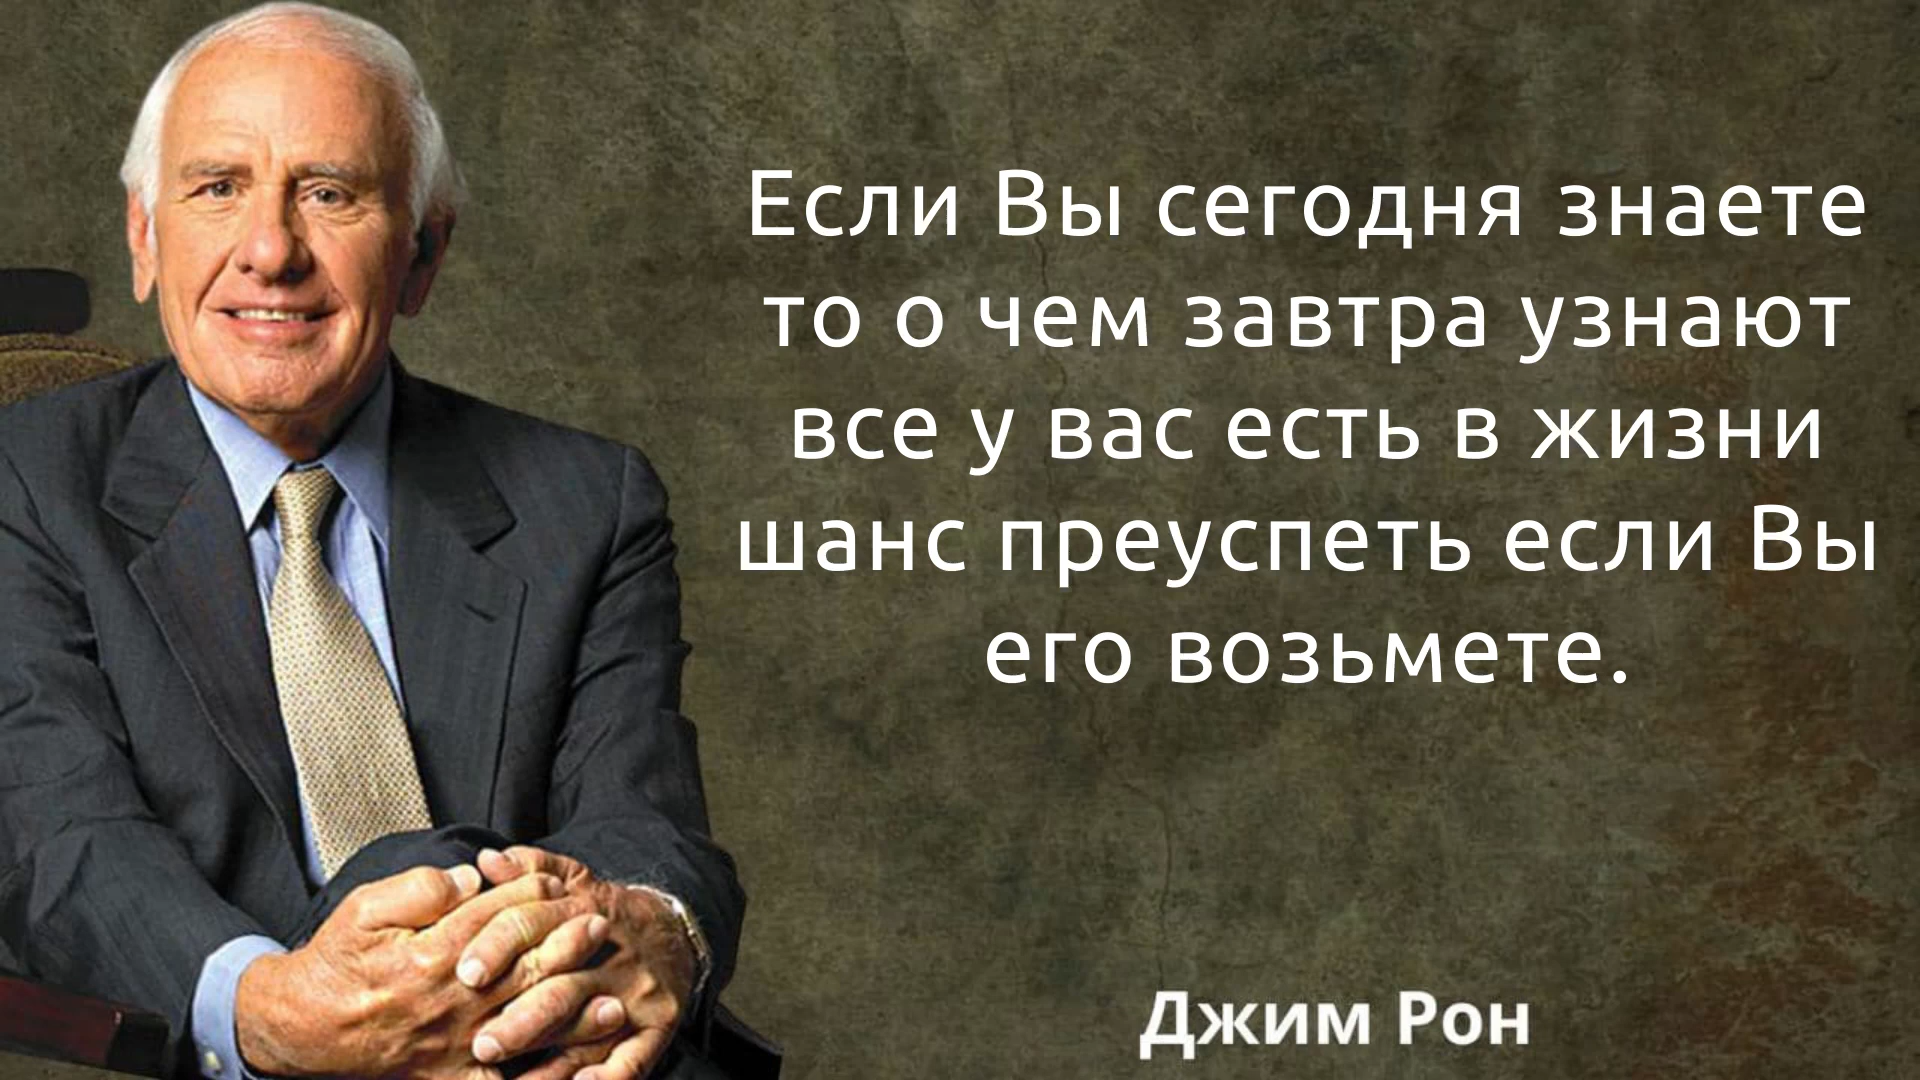 Если Вы сегодня знаете
то о чем завтра узнают
все у вас есть в жизни
шанс преуспеть если Вы
его возьмете.
Джим Рон